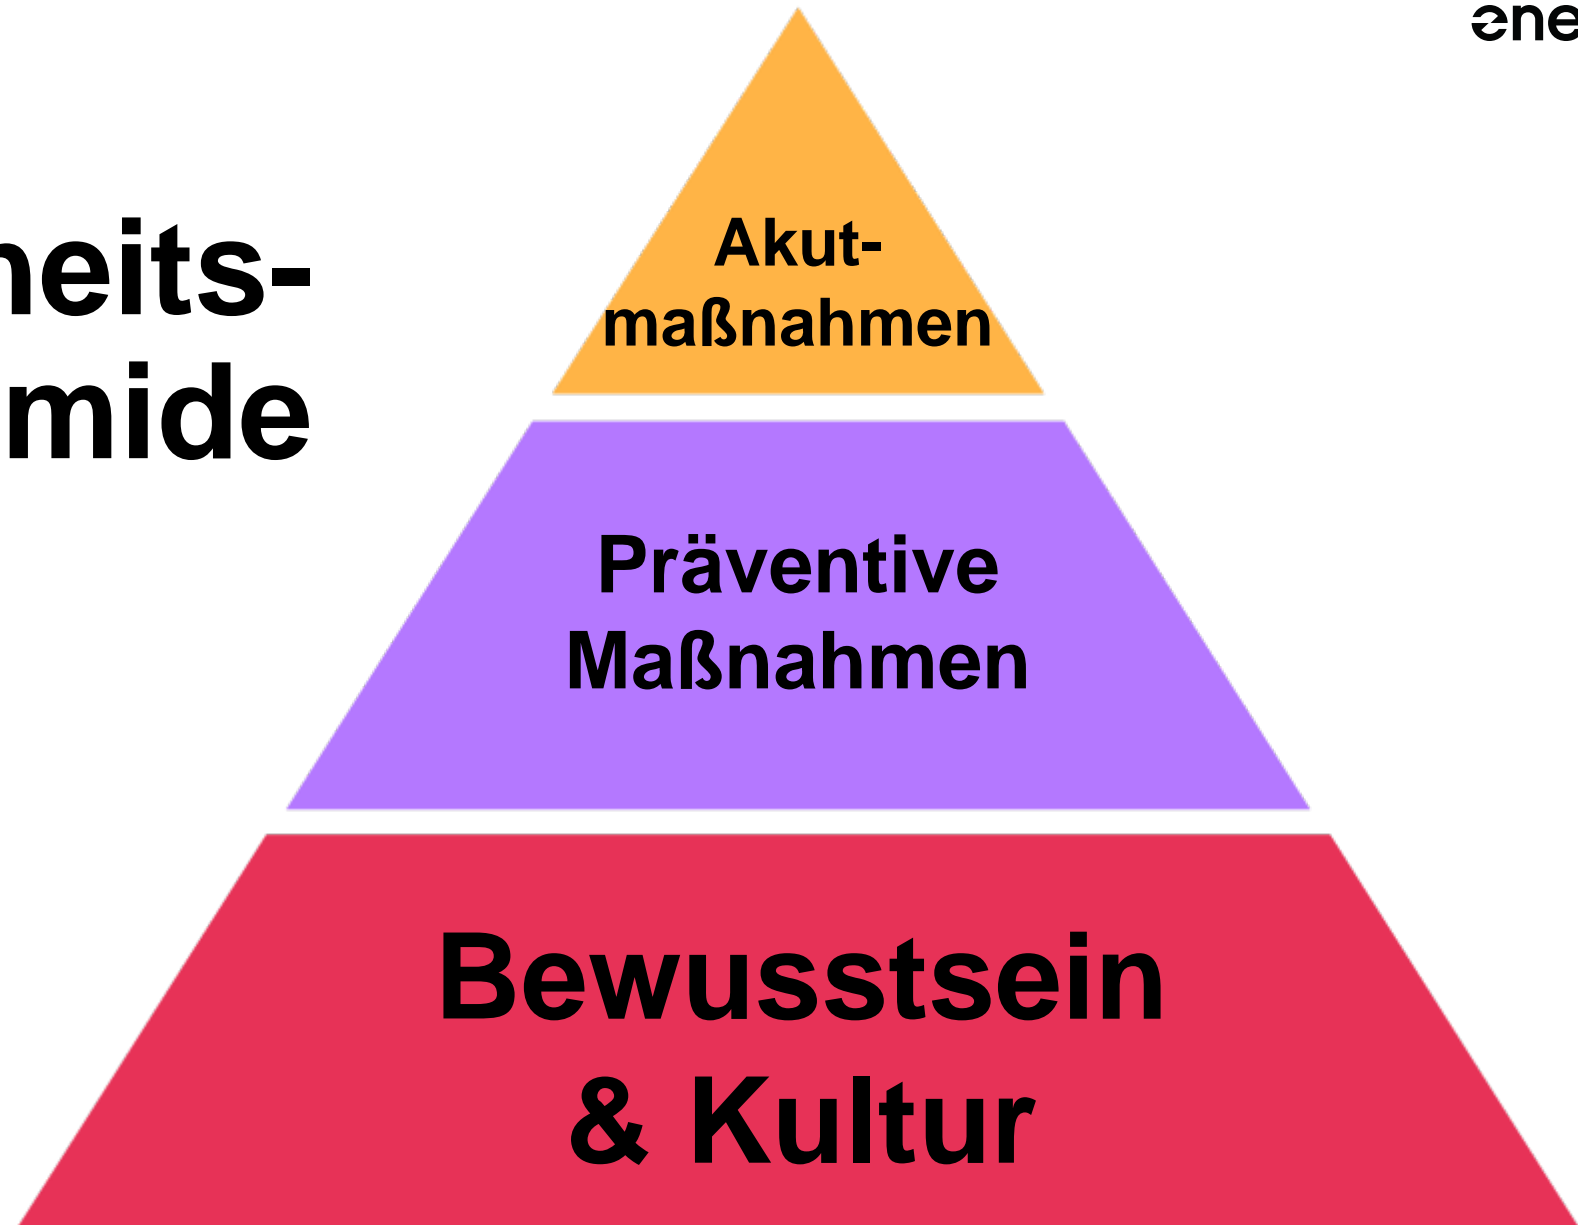 ene
heits-
mide
Akut-
maßnahmen
Präventive
Maßnahmen
Bewusstsein
& Kultur